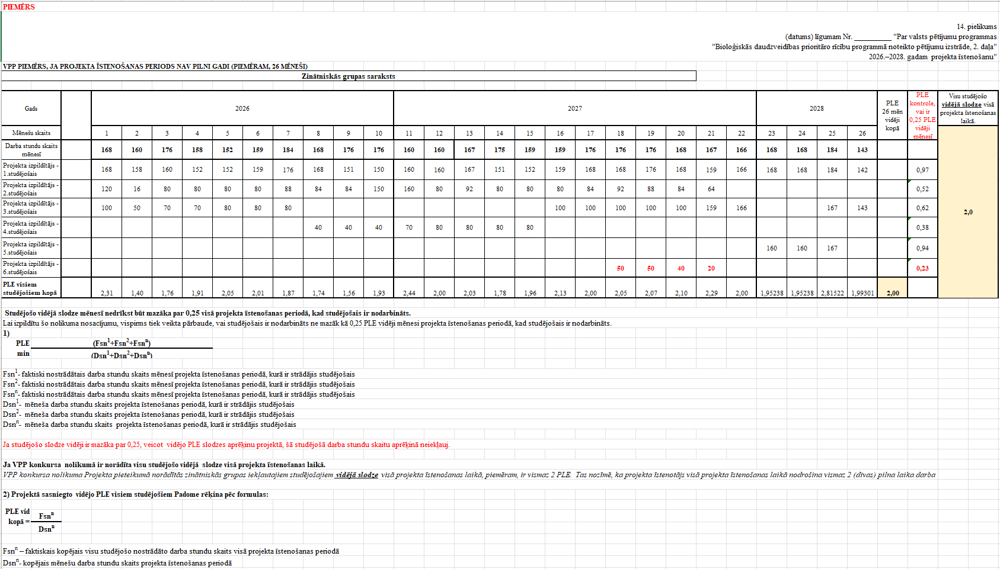 PIEMĒRS
14. pielikums
(datums) līgumam Nr. __________ "Par valsts pētījumu programmas
"Bioloģiskās daudzveidības prioritāro rīcību programmā noteikto pētījumu izstrāde, 2. daļa"
2026.–2028. gadam projekta īstenošanu"
VPP PIEMĒRS, JA PROJEKTA ĪSTENOŠANAS PERIODS NAV PILNI GADI (PIEMĒRAM, 26 MĒNEŠI)
Zinātniskās grupas saraksts
Gads 2026 2027 2028
PLE 26 mēn vidēji kopā
PLE kontrole, vai ir 0,25 PLE vidēji mēnesī
Visu studējošo vidējā slodze visā projekta īstenošanas laikā.
Mēnešu skaits 1 2 3 4 5 6 7 8 9 10 11 12 13 14 15 16 17 18 19 20 21 22 23 24 25 26
Darba stundu skaits mēnesī 168 160 176 158 152 159 184 168 176 176 160 160 167 175 159 159 176 176 176 168 167 166 168 168 184 143
Projekta izpildītājs - 1.studējošais 168 158 160 152 152 159 176 168 151 150 160 160 167 151 152 159 168 168 176 168 159 166 168 168 184 142 0,97
Projekta izpildītājs - 2.studējošais 120 16 80 80 80 80 88 84 84 150 160 80 92 80 80 80 84 92 88 84 64 0,52
Projekta izpildītājs - 3.studējošais 100 50 70 70 80 80 80 100 100 100 100 100 159 166 167 143 0,62
2,0
Projekta izpildītājs - 4.studējošais 40 40 40 70 80 80 80 80 0,38
Projekta izpildītājs - 5.studējošais 160 160 167 0,94
Projekta izpildītājs - 6.studējošais 50 50 40 20 0,23
PLE visiem studējošiem kopā 2,31 1,40 1,76 1,91 2,05 2,01 1,87 1,74 1,56 1,93 2,44 2,00 2,03 1,78 1,96 2,13 2,00 2,05 2,07 2,10 2,29 2,00 1,95238 1,95238 2,81522 1,99301 2,00
Studējošo vidējā slodze mēnesī nedrīkst būt mazāka par 0,25 visā projekta īstenošanas periodā, kad studējošais ir nodarbināts.
Lai izpildītu šo nolikuma nosacījumu, vispirms tiek veikta pārbaude, vai studējošais ir nodarbināts ne mazāk kā 0,25 PLE vidēji mēnesi projekta īstenošanas periodā, kad studējošais ir nodarbināts.
1)
PLE min (Fsn¹+Fsn²+Fsnⁿ)
(Dsn¹+Dsn²+Dsnⁿ)
Fsn¹- faktiski nostrādātais darba stundu skaits mēnesī projekta īstenošanas periodā, kurā ir strādājis studējošais
Fsn²- faktiski nostrādātais darba stundu skaits mēnesī projekta īstenošanas periodā, kurā ir strādājis studējošais
Fsnⁿ- faktiski nostrādātais darba stundu skaits mēnesī projekta īstenošanas periodā, kurā ir strādājis studējošais
Dsn¹- mēneša darba stundu skaits projekta īstenošanas periodā, kurā ir strādājis studējošais
Dsn²- mēneša darba stundu skaits projekta īstenošanas periodā, kurā ir strādājis studējošais
Dsnⁿ- mēneša darba stundu skaits projekta īstenošanas periodā, kurā ir strādājis studējošais
Ja studējošo slodze vidēji ir mazāka par 0,25, veicot vidējo PLE slodzes aprēķinu projektā, šā studējošā darba stundu skaitu aprēķinā neiekļauj.
Ja VPP konkursa nolikumā ir norādīta visu studējošo vidējā slodze visā projekta īstenošanas laikā.
VPP konkursa nolikuma Projekta pieteikumā norādītās zinātniskās grupas iekļautajiem studējošajiem vidējā slodze visā projekta īstenošanas laikā, piemēram, ir vismaz 2 PLE. Tas nozīmē, ka projekta īstenotājs visā projekta īstenošanas laikā nodrošina vismaz 2 (divas) pilna laika darba
2) Projektā sasniegto vidējo PLE visiem studējošiem Padome rēķina pēc formulas:
PLE vid kopā = Fsnⁿ
Dsnⁿ
Fsnⁿ – faktiskais kopējais visu studējošo nostrādāto darba stundu skaits visā projekta īstenošanas periodā
Dsnⁿ- kopējais mēnešu darba stundu skaits projekta īstenošanas periodā